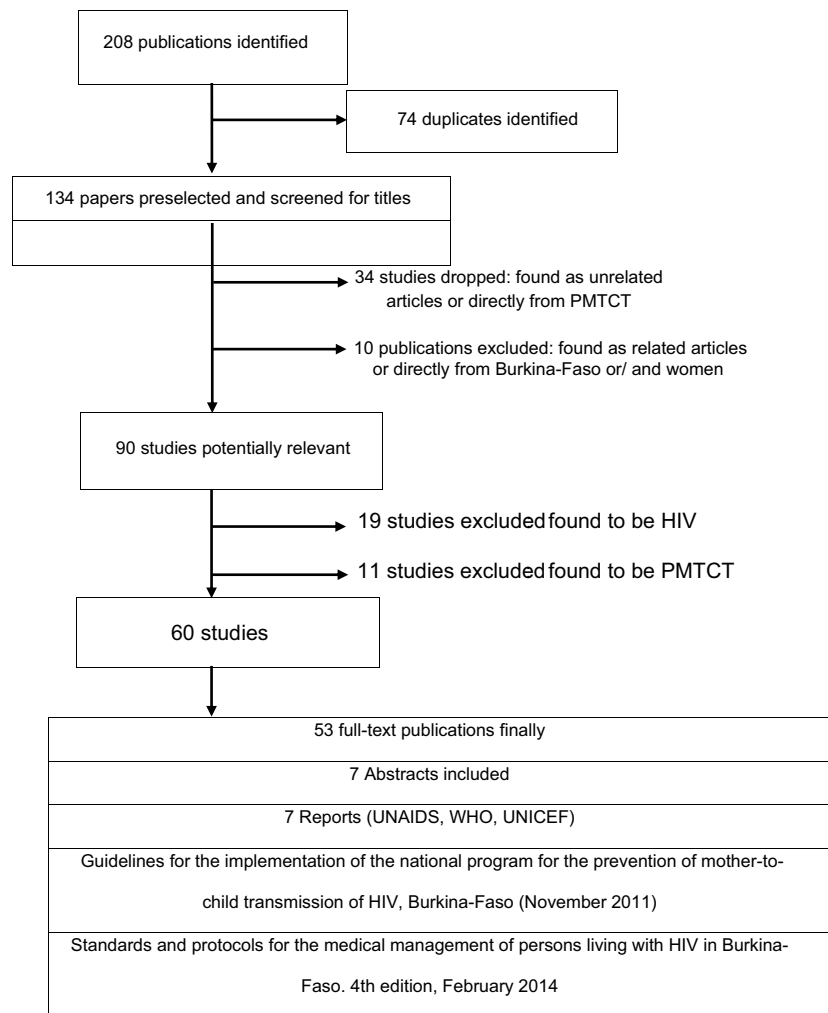 208 publications identified
74 duplicates identified
134 papers preselected and screened for titles
34 studies dropped: found as unrelated
articles or directly from PMTCT
10 publications excluded: found as related articles
or directly from Burkina-Faso or/ and women
90 studies potentially relevant
19 studies excluded found to be HIV
11 studies excluded found to be PMTCT
60 studies
53 full-text publications finally
7 Abstracts included
7 Reports (UNAIDS, WHO, UNICEF)
Guidelines for the implementation of the national program for the prevention of mother-to-
child transmission of HIV, Burkina-Faso (November 2011)
Standards and protocols for the medical management of persons living with HIV in Burkina-
Faso. 4th edition, February 2014